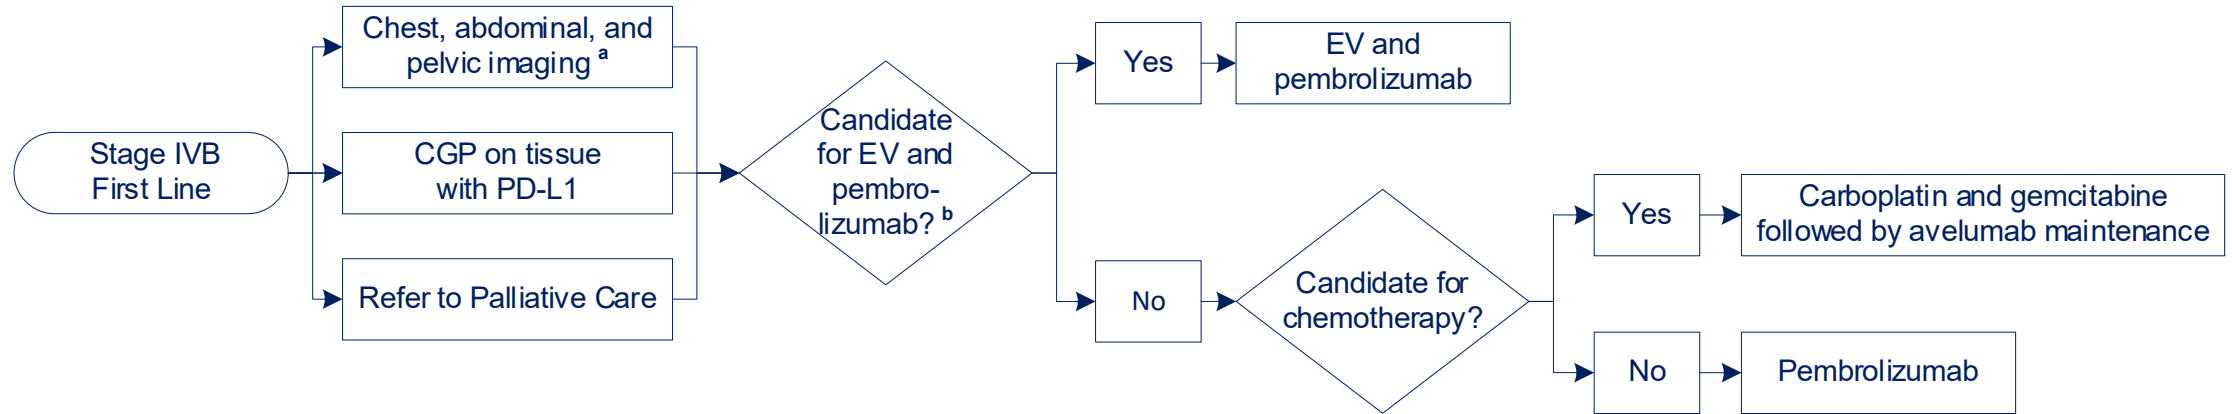 Stage IVB
First Line
Chest, abdominal, and
pelvic imaging a
CGP on tissue
with PD-L1
Refer to Palliative Care
Candidate
for EV and
pembro-
lizumab? b
Yes
EV and
pembrolizumab
No
Candidate for
chemotherapy?
Yes
Carboplatin and gemcitabine
followed by avelumab maintenance
No
Pembrolizumab